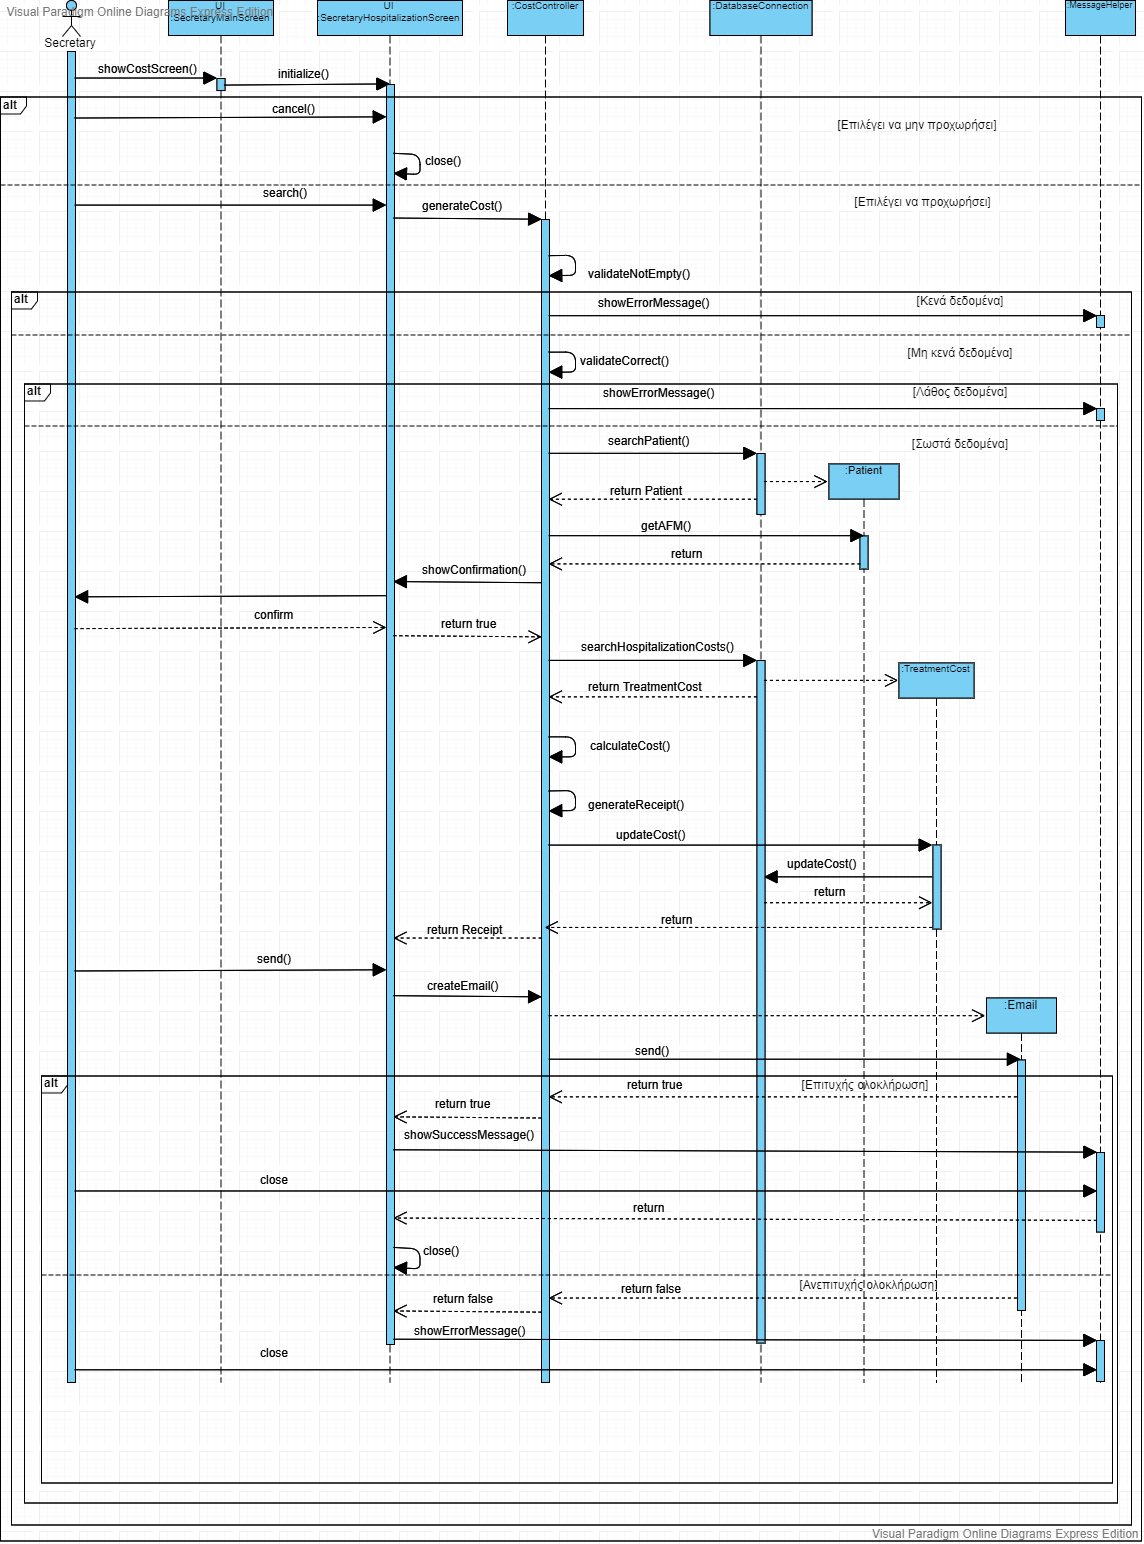 Visual Paradigm Online Diagrams Express Edition
Secretary
UI
:SecretaryMainScreen
UI
:SecretaryHospitalizationScreen
:CostController
:DatabaseConnection
:MessageHelper
showCostScreen()
initialize()
alt
cancel()
[Επιλέγει να μην προχωρήσει]
close()
search()
[Επιλέγει να προχωρήσει]
generateCost()
validateNotEmpty()
alt
showErrorMessage()
[Κενά δεδομένα]
[Μη κενά δεδομένα]
validateCorrect()
alt
showErrorMessage()
[Λάθος δεδομένα]
searchPatient()
[Σωστά δεδομένα]
:Patient
return Patient
getAFM()
return
showConfirmation()
confirm
return true
searchHospitalizationCosts()
:TreatmentCost
return TreatmentCost
calculateCost()
generateReceipt()
updateCost()
updateCost()
return
return
return Receipt
send()
createEmail()
:Email
send()
alt
return true
[Επιτυχής ολοκλήρωση]
return true
showSuccessMessage()
close
return
close()
[Ανεπιτυχής ολοκλήρωση]
return false
return false
showErrorMessage()
close
Visual Paradigm Online Diagrams Express Edition